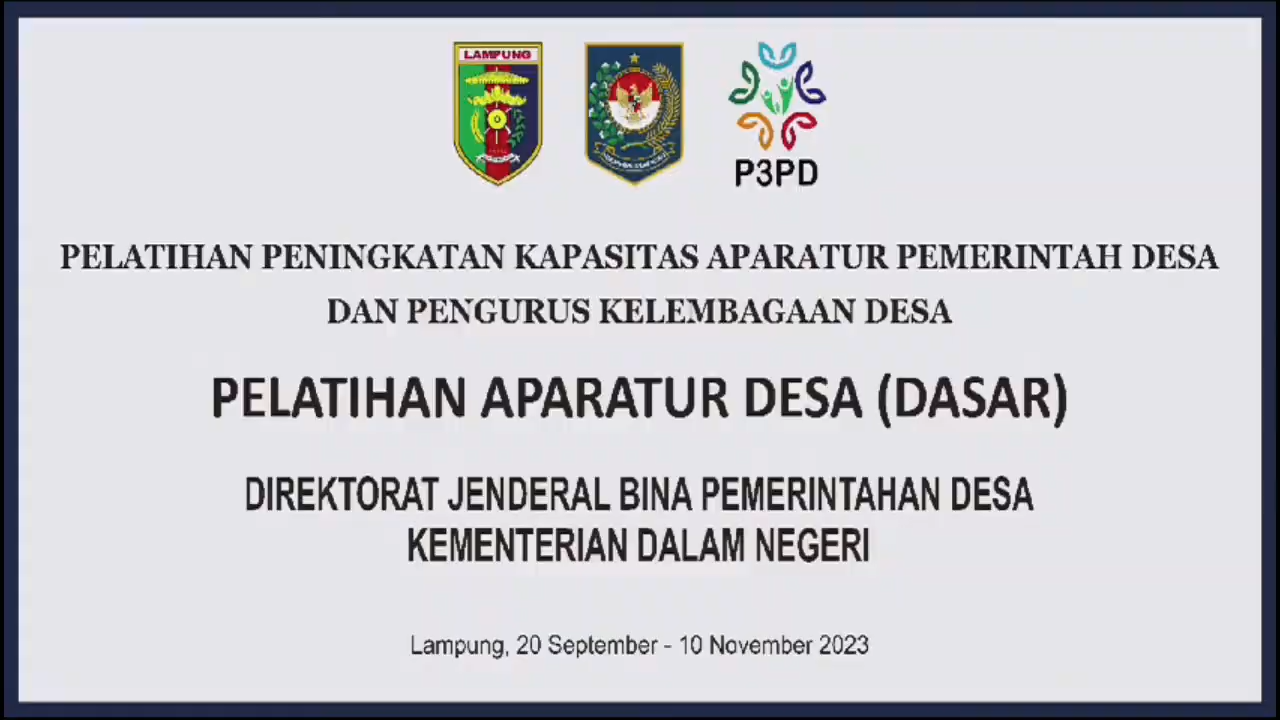 LAMPUNG
P3PD
PELATIHAN PENINGKATAN KAPASITAS APARATUR PEMERINTAH DESA
DAN PENGURUS KELEMBAGAAN DESA
PELATIHAN APARATUR DESA (DASAR)
DIREKTORAT JENDERAL BINA PEMERINTAHAN DESA
KEMENTERIAN DALAM NEGERI
Lampung, 20 September - 10 November 2023